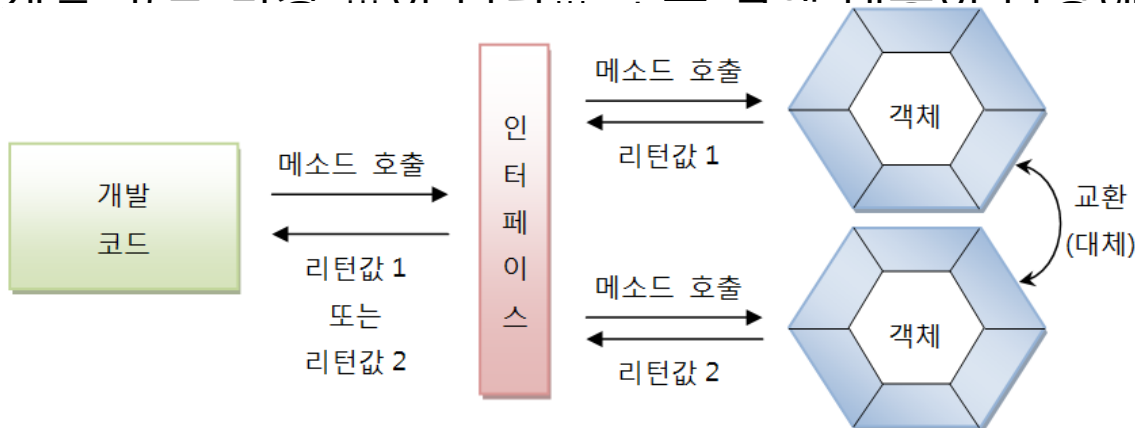 개발
코드
메소드 호출
리턴값 1
또는
리턴값 2
인
터
페
이
스
메소드 호출
리턴값 1
객체
교환
(대체)
메소드 호출
리턴값 2
객체